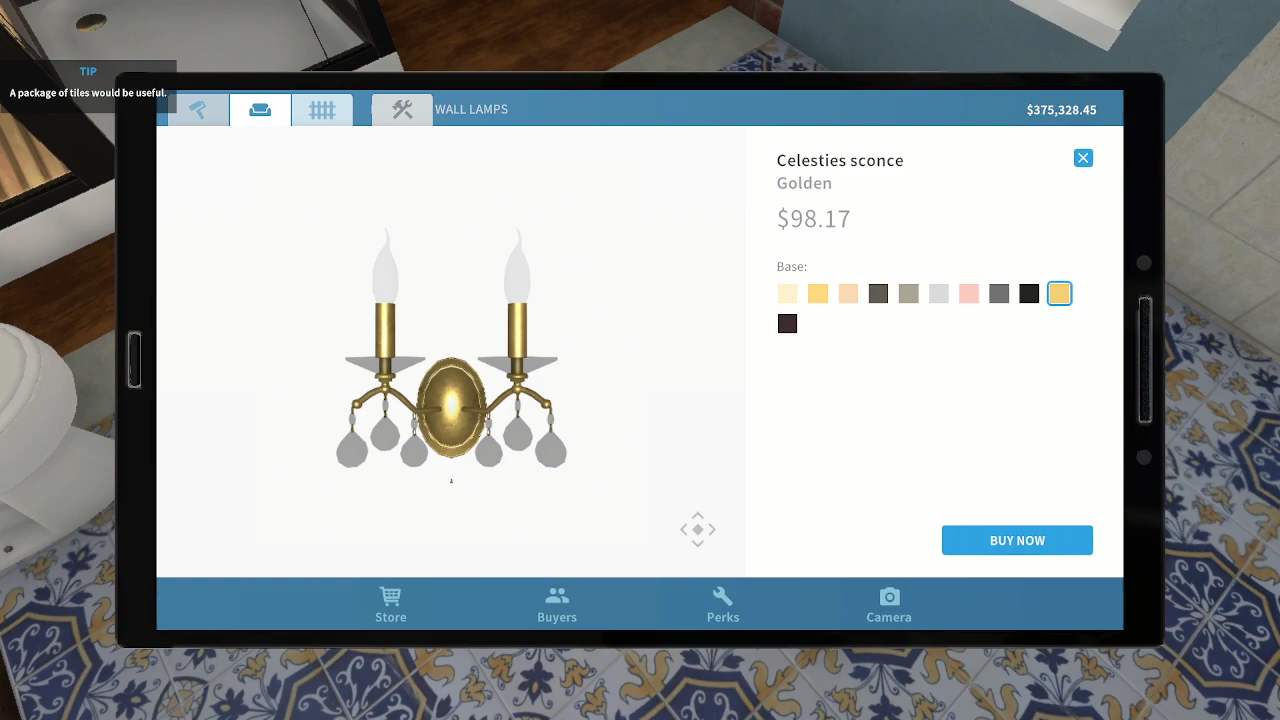 TIP
A package of tiles would be useful.
WALL LAMPS
$375,328.45
Celesties sconce
Golden
$98.17
Base:
BUY NOW
Store
Buyers
Perks
Camera